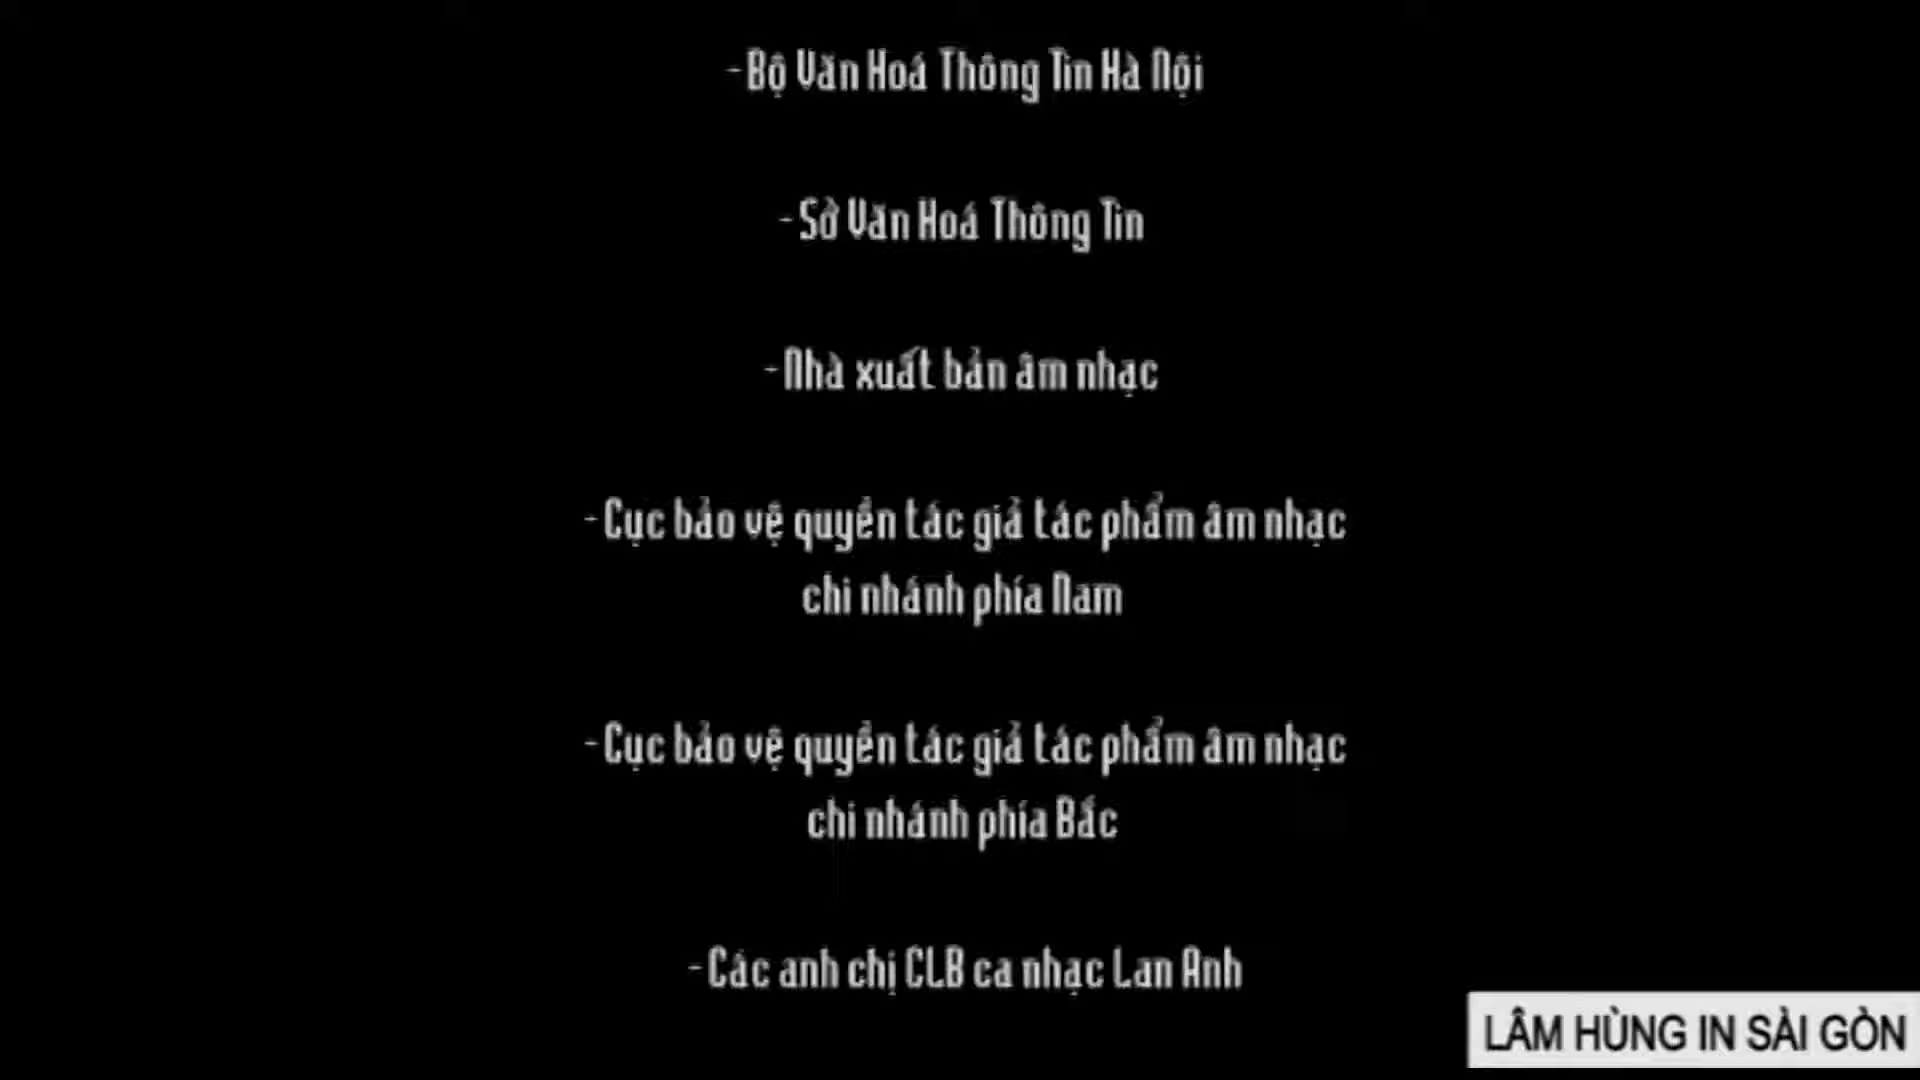 -Bộ Văn Hoá Thông Tin Hà Nội
-Sở Văn Hoá Thông Tin
-Nhà xuất bản âm nhạc
-Cục bảo vệ quyền tác giả tác phẩm âm nhạc
chi nhánh phía Nam
-Cục bảo vệ quyền tác giả tác phẩm âm nhạc
chi nhánh phía Bắc
-Các anh chị CLB ca nhạc Lan Anh
LÂM HÙNG IN SÀI GÒN